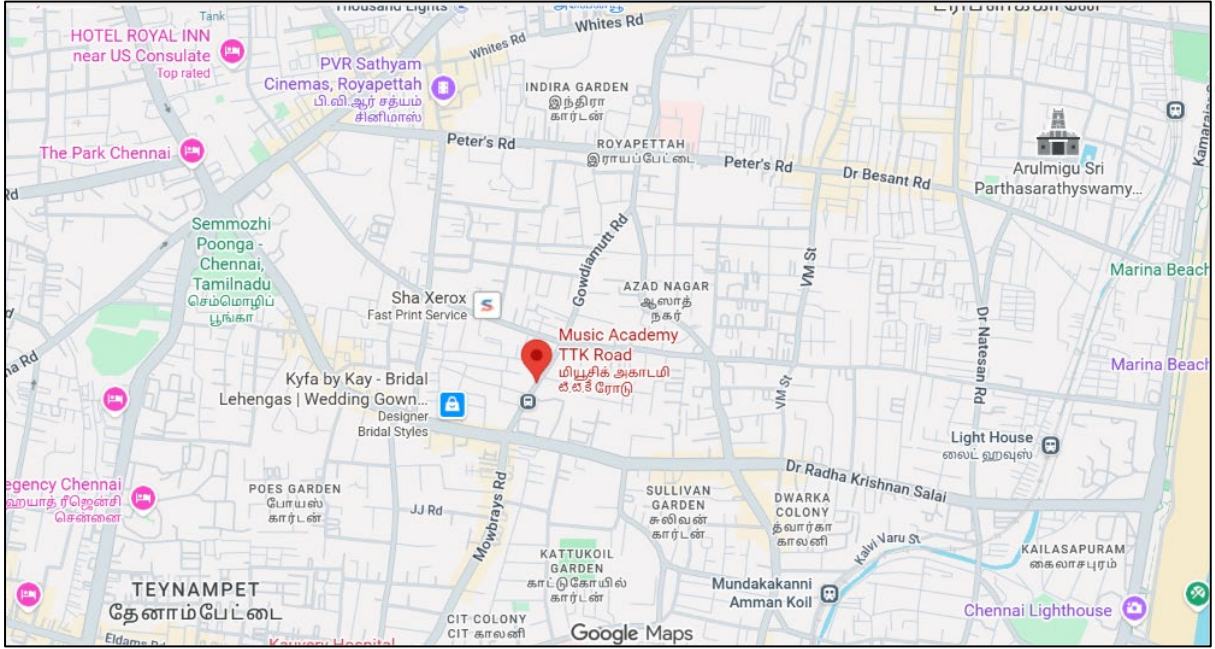 Tank
Thousand Lights
Whites Rd
Whites Rd
HOTEL ROYAL INN
near US Consulate
Top rated
PVR Sathyam
Cinemas, Royapettah
பி.வி.ஆர் சத்யம்
சினிமாஸ்
INDIRA GARDEN
இந்திரா
கார்டன்
Peter's Rd
ROYAPETTAH
இராயப்பேட்டை
Peter's Rd
Dr Besant Rd
Kamarajar
The Park Chennai
Arulmigu Sri
Parthasarathyswamy...
Rd
Semmozhi
Poonga -
Chennai,
Tamilnadu
செம்மொழிப்
பூங்கா
Gowdiamutt Rd
VM St
Marina Beach
AZAD NAGAR
ஆஸாத்
நகர்
Sha Xerox
Fast Print Service
Dr Natesan Rd
Music Academy
TTK Road
மியூசிக் அகாடமி
டீ.டீ.கே ரோடு
Rd
Marina Beach
Kyfa by Kay - Bridal
Lehengas | Wedding Gown...
Designer
Bridal Styles
VM St
Light House
லைட் ஹவுஸ்
Dr Radha Krishnan Salai
egency Chennai
ஹயாத் ரீஜென்சி
சென்னை
POES GARDEN
போயஸ்
கார்டன்
JJ Rd
Mowbrays Rd
SULLIVAN
GARDEN
சுலிவன்
கார்டன்
DWARKA
COLONY
த்வார்கா
காலனி
Kalvi Varu St
KAILASAPURAM
கைலாசபுரம்
KATTUKOIL
GARDEN
காட்டுகோயில்
கார்டன்
TEYNAMPET
தேனாம்பேட்டை
Mundakakanni
Amman Koil
Chennai Lighthouse
CIT COLONY
CIT காலனி
Google Maps
Eldams Rd
Kauvery Hospital